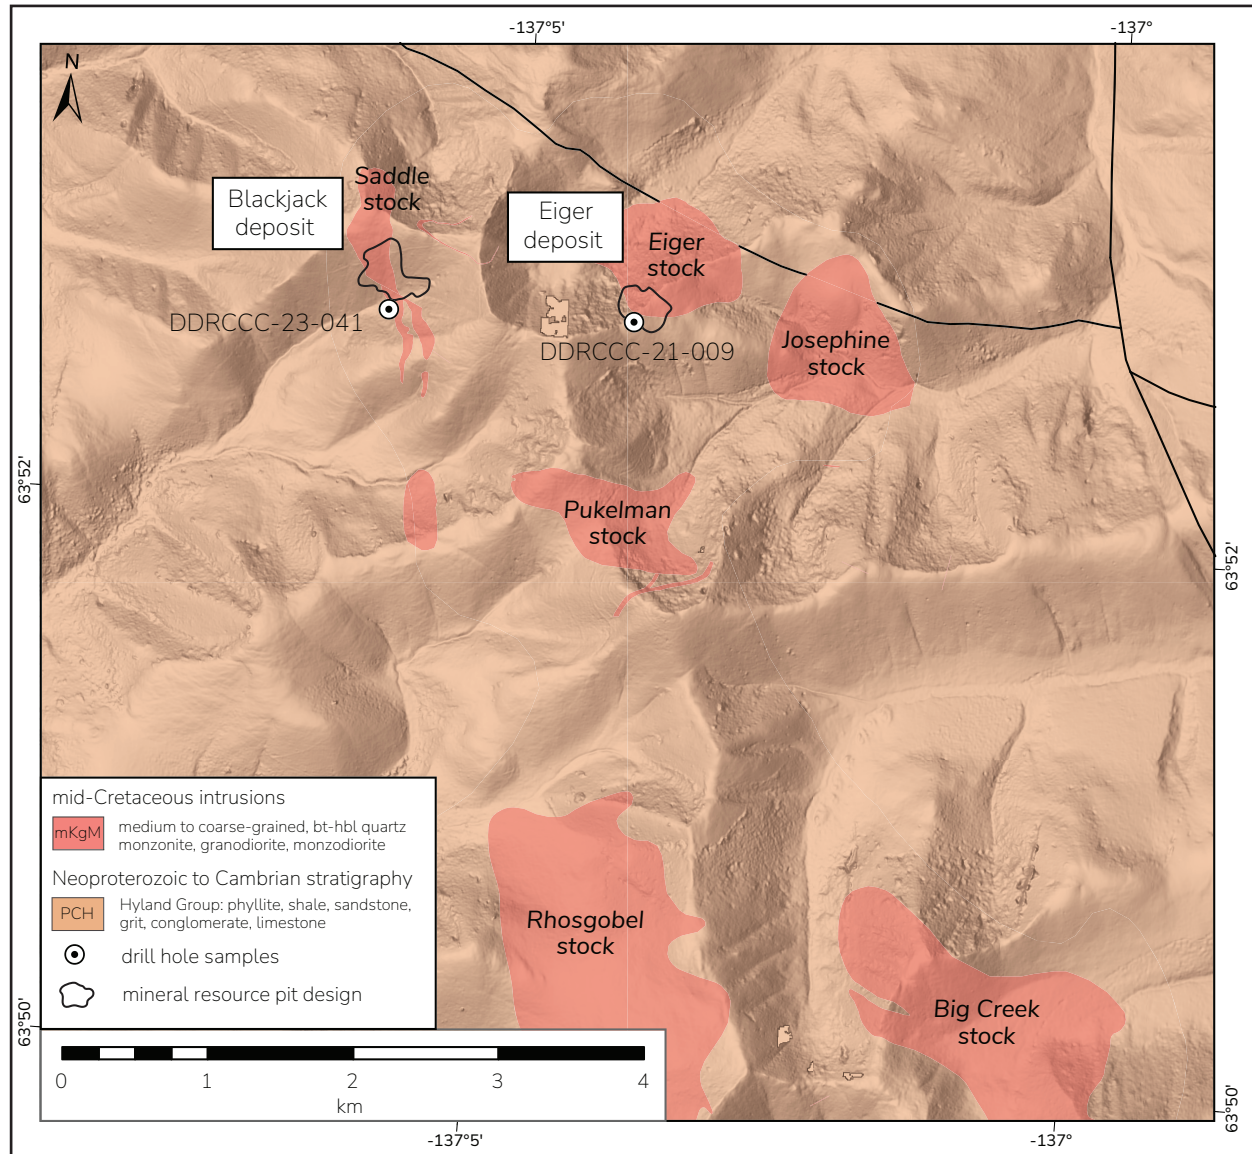 -137°5'
-137°
N
Saddle
stock
Blackjack
deposit
Eiger
deposit
Eiger
stock
DDRCCC-23-041
DDRCCC-21-009
Josephine
stock
63°52'
Pukelman
stock
63°52'
mid-Cretaceous intrusions
mKgM
medium to coarse-grained, bt-hbl quartz
monzonite, granodiorite, monzodiorite
Neoproterozoic to Cambrian stratigraphy
PCH
Hyland Group: phyllite, shale, sandstone,
grit, conglomerate, limestone
drill hole samples
mineral resource pit design
Rhosgobel
stock
Big Creek
stock
63°50'
0 1 2 3 4
km
63°50'
-137°5'
-137°